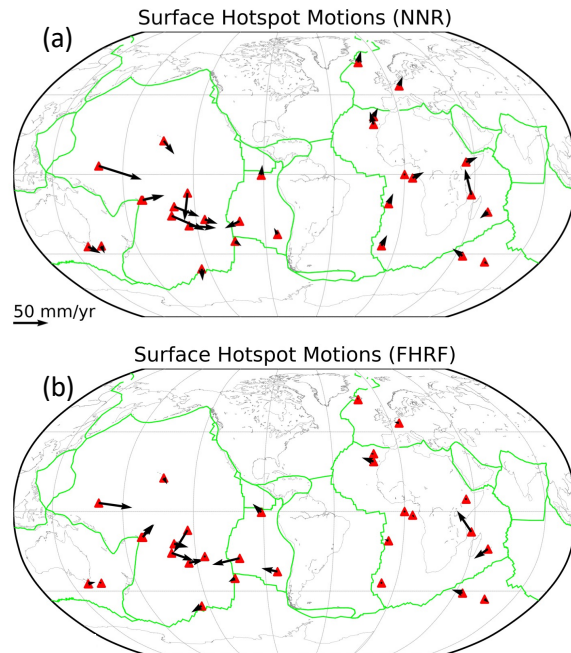 Surface Hotspot Motions (NNR)
(a)
50 mm/yr
Surface Hotspot Motions (FHRF)
(b)